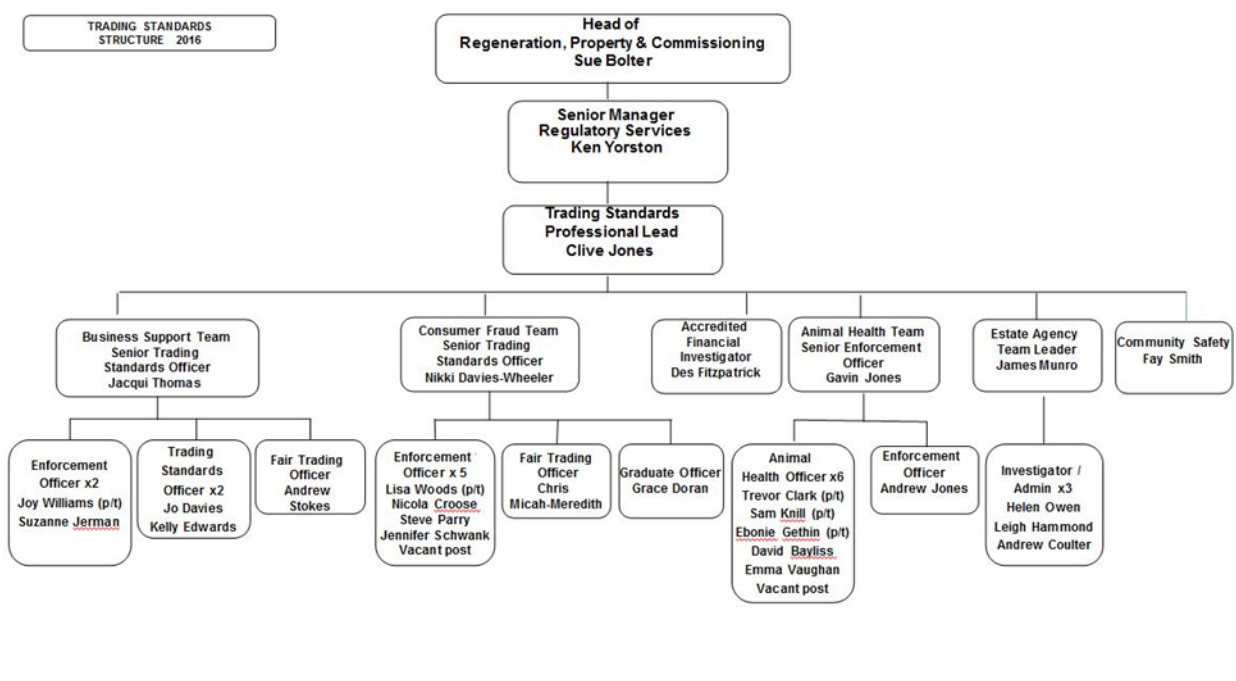 TRADING STANDARDS
STRUCTURE 2016
Head of
Regeneration, Property & Commissioning
Sue Bolter
Senior Manager
Regulatory Services
Ken Yorston
Trading Standards
Professional Lead
Clive Jones
Business Support Team
Senior Trading
Standards Officer
Jacqui Thomas
Consumer Fraud Team
Senior Trading
Standards Officer
Nikki Davies-Wheeler
Accredited
Financial
Investigator
Des Fitzpatrick
Animal Health Team
Senior Enforcement
Officer
Gavin Jones
Estate Agency
Team Leader
James Munro
Community Safety
Fay Smith
Enforcement
Officer x2
Joy Williams (p/t)
Suzanne Jerman
Trading
Standards
Officer x2
Jo Davies
Kelly Edwards
Fair Trading
Officer
Andrew
Stokes
Enforcement
Officer x 5
Lisa Woods (p/t)
Nicola Croose
Steve Parry
Jennifer Schwank
Vacant post
Fair Trading
Officer
Chris
Micah-Meredith
Graduate Officer
Grace Doran
Animal
Health Officer x6
Trevor Clark (p/t)
Sam Knill (p/t)
Ebonie Gethin (p/t)
David Bayliss
Emma Vaughan
Vacant post
Enforcement
Officer
Andrew Jones
Investigator /
Admin x3
Helen Owen
Leigh Hammond
Andrew Coulter